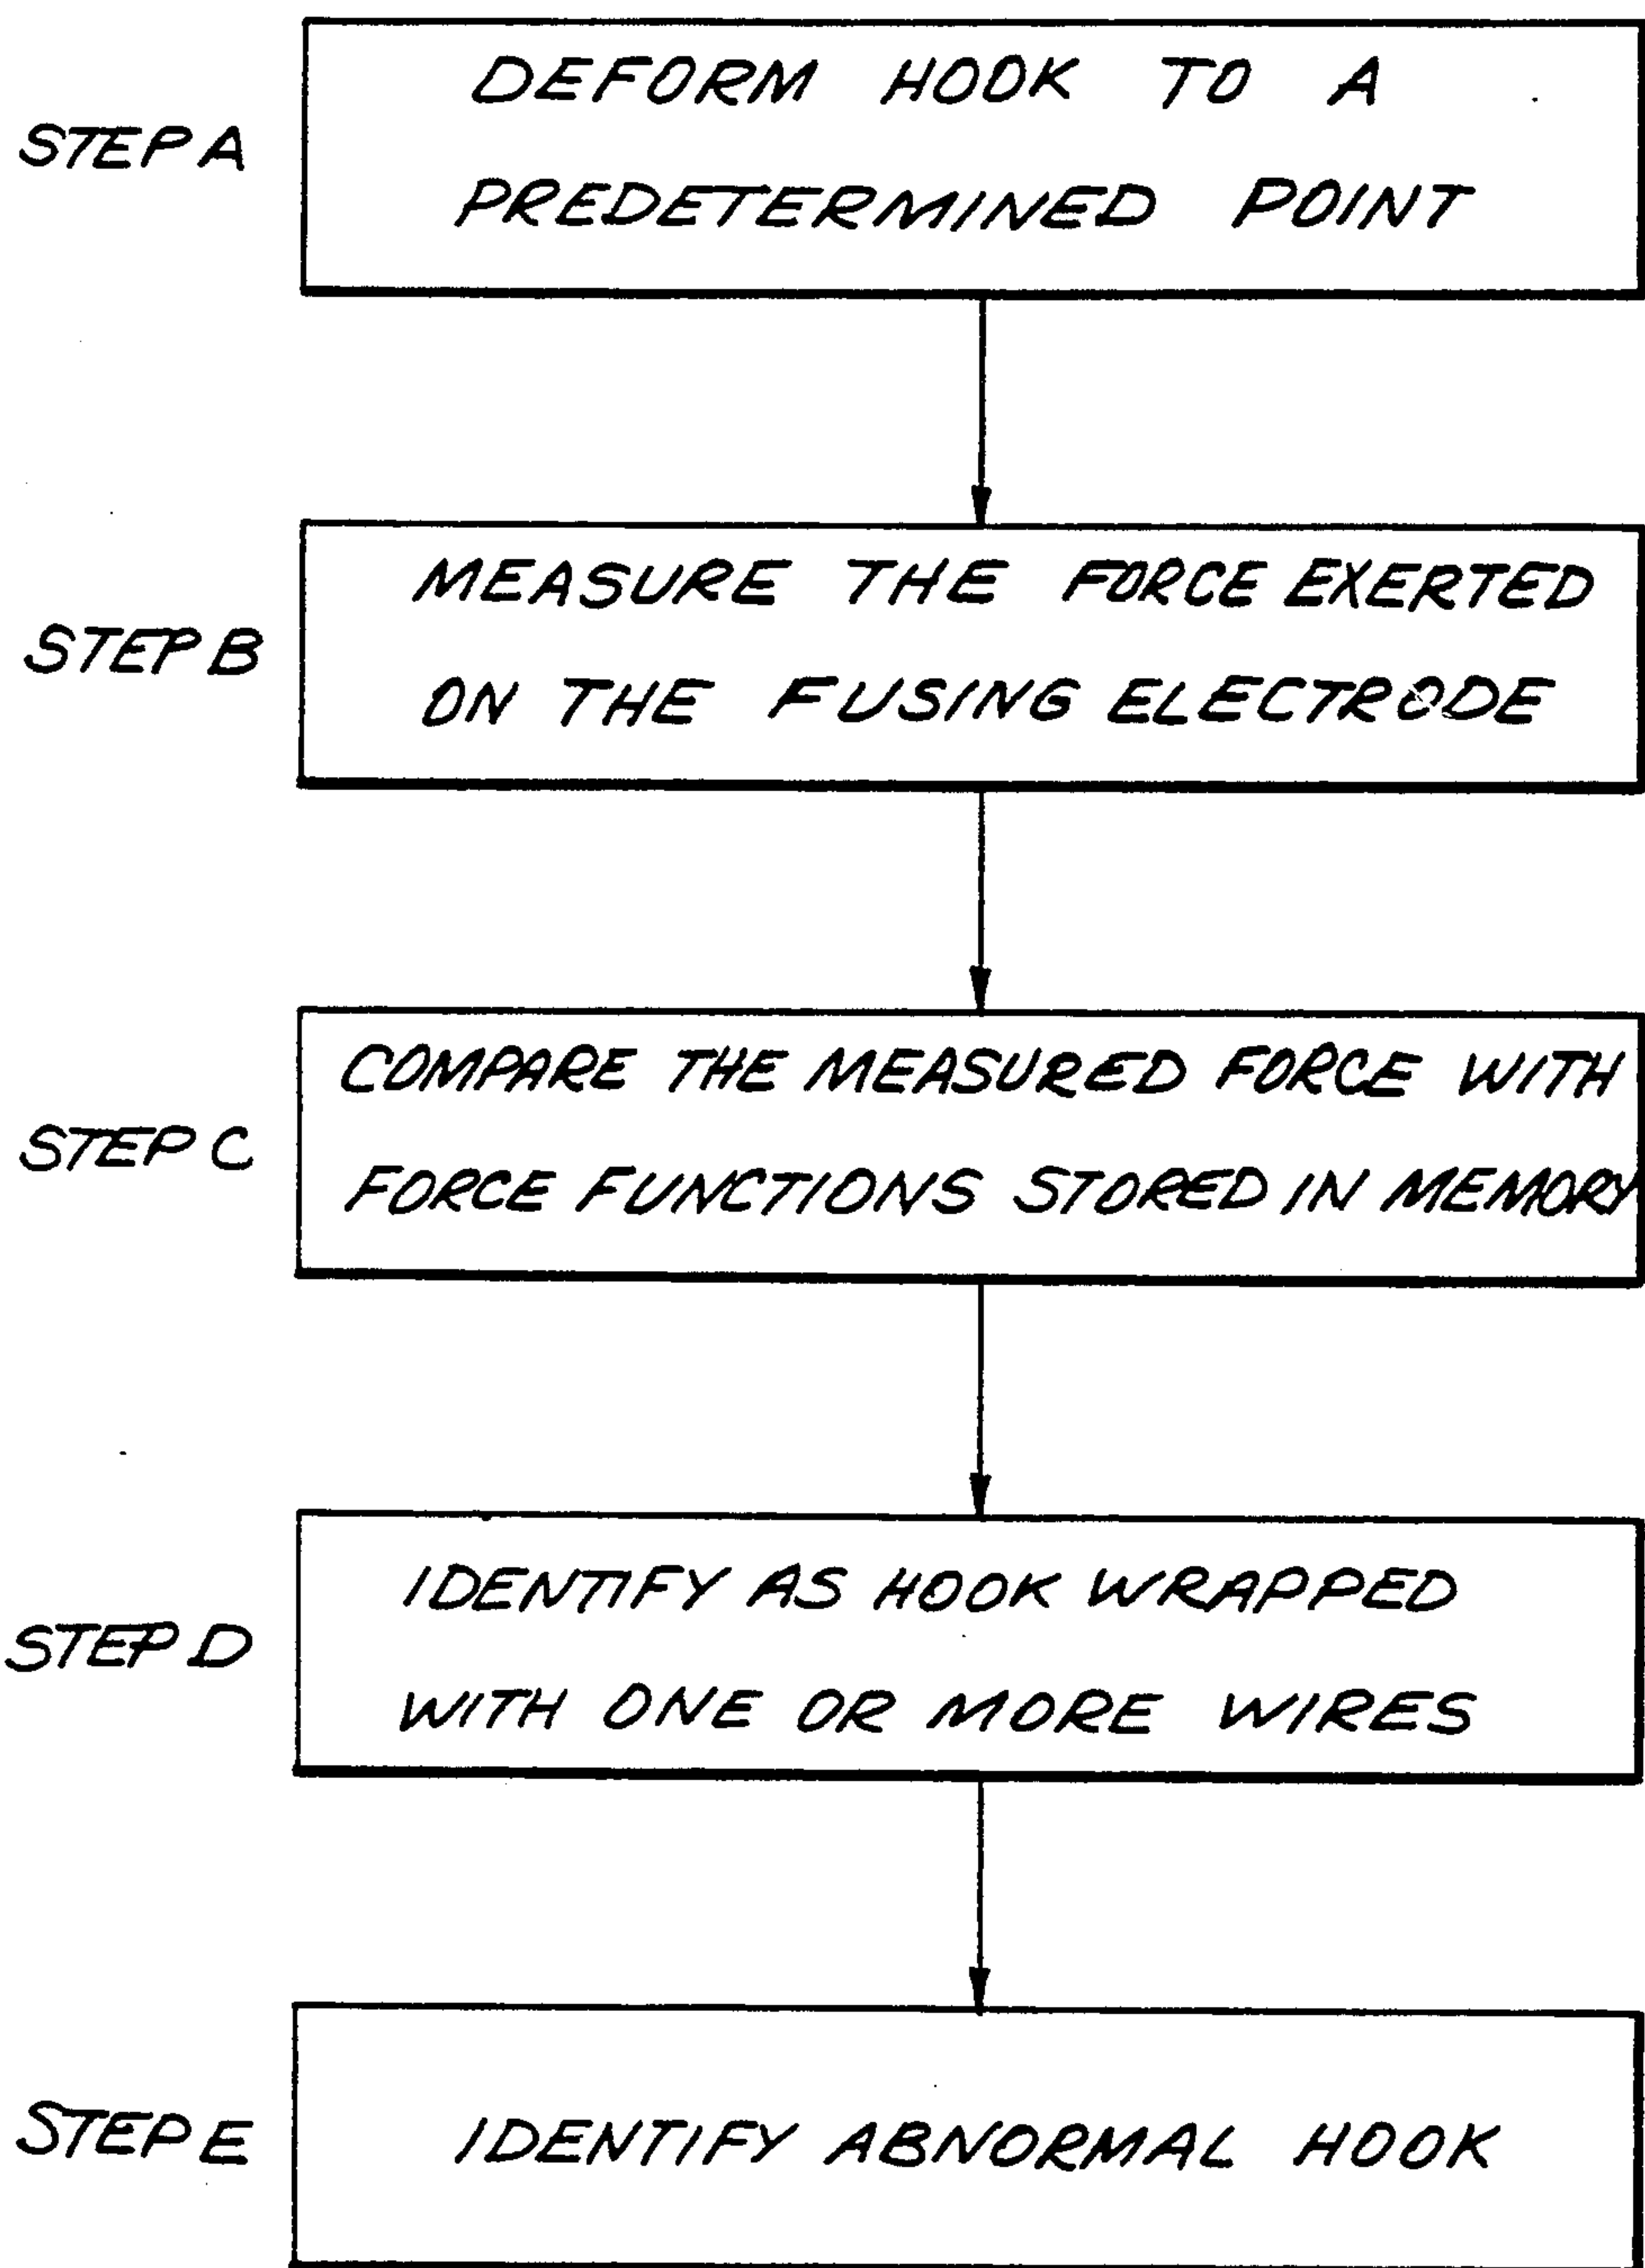 STEP A
DEFORM HOOK TO A
PREDETERMINED POINT
STEP B
MEASURE THE FORCE EXERTED
ON THE FUSING ELECTRODE
STEP C
COMPARE THE MEASURED FORCE WITH
FORCE FUNCTIONS STORED IN MEMORY
STEP D
IDENTIFY AS HOOK WRAPPED
WITH ONE OR MORE WIRES
STEP E
IDENTIFY ABNORMAL HOOK